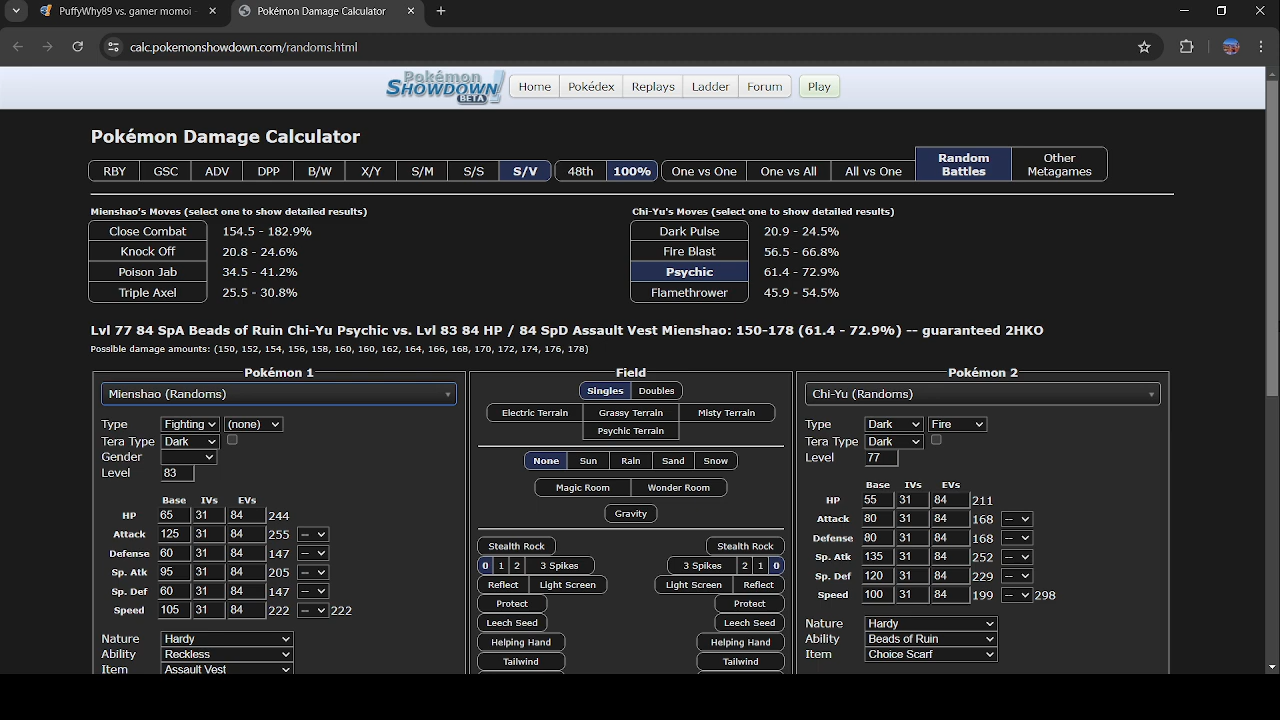 PuffyWhy89 vs. gamer momoi
Pokémon Damage Calculator
calc.pokemonshowdown.com/randoms.html
Pokémon Showdown! BETA
Home Pokédex Replays Ladder Forum Play
Pokémon Damage Calculator
RBY GSC ADV DPP B/W X/Y S/M S/S S/V 48th 100% One vs One One vs All All vs One Random Battles Other Metagames
Mienshao's Moves (select one to show detailed results)
Close Combat 154.5 - 182.9%
Knock Off 20.8 - 24.6%
Poison Jab 34.5 - 41.2%
Triple Axel 25.5 - 30.8%
Chi-Yu's Moves (select one to show detailed results)
Dark Pulse 20.9 - 24.5%
Fire Blast 56.5 - 66.8%
Psychic 61.4 - 72.9%
Flamethrower 45.9 - 54.5%
Lvl 77 84 SpA Beads of Ruin Chi-Yu Psychic vs. Lvl 83 84 HP / 84 SpD Assault Vest Mienshao: 150-178 (61.4 - 72.9%) -- guaranteed 2HKO
Possible damage amounts: (150, 152, 154, 156, 158, 160, 160, 162, 164, 166, 168, 170, 172, 174, 176, 178)
Pokémon 1
Mienshao (Randoms)
Type Fighting (none)
Tera Type Dark
Gender
Level 83
Base IVs EVs
HP 65 31 84 244
Attack 125 31 84 255 --
Defense 60 31 84 147 --
Sp. Atk 95 31 84 205 --
Sp. Def 60 31 84 147 --
Speed 105 31 84 222 -- 222
Nature Hardy
Ability Reckless
Item Assault Vest
Field
Singles Doubles
Electric Terrain Grassy Terrain Misty Terrain
Psychic Terrain
None Sun Rain Sand Snow
Magic Room Wonder Room
Gravity
Stealth Rock Stealth Rock
0 1 2 3 Spikes 3 Spikes 2 1 0
Reflect Light Screen Light Screen Reflect
Protect Protect
Leech Seed Leech Seed
Helping Hand Helping Hand
Tailwind Tailwind
Pokémon 2
Chi-Yu (Randoms)
Type Dark Fire
Tera Type Dark
Level 77
Base IVs EVs
HP 55 31 84 211
Attack 80 31 84 168 --
Defense 80 31 84 168 --
Sp. Atk 135 31 84 252 --
Sp. Def 120 31 84 229 --
Speed 100 31 84 199 -- 298
Nature Hardy
Ability Beads of Ruin
Item Choice Scarf